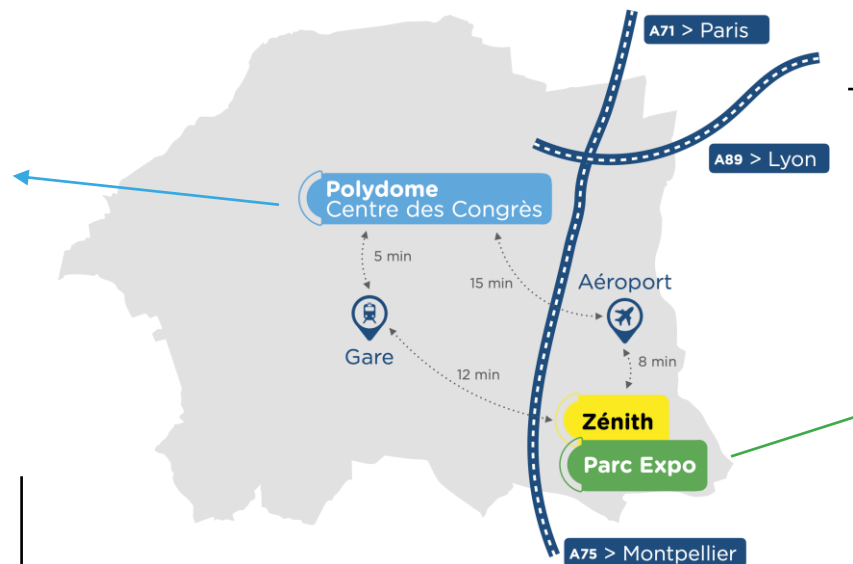 A71 > Paris
A89 > Lyon
Polydome
Centre des Congrès
5 min
15 min
Aéroport
Gare
12 min
8 min
Zénith
Parc Expo
A75 > Montpellier